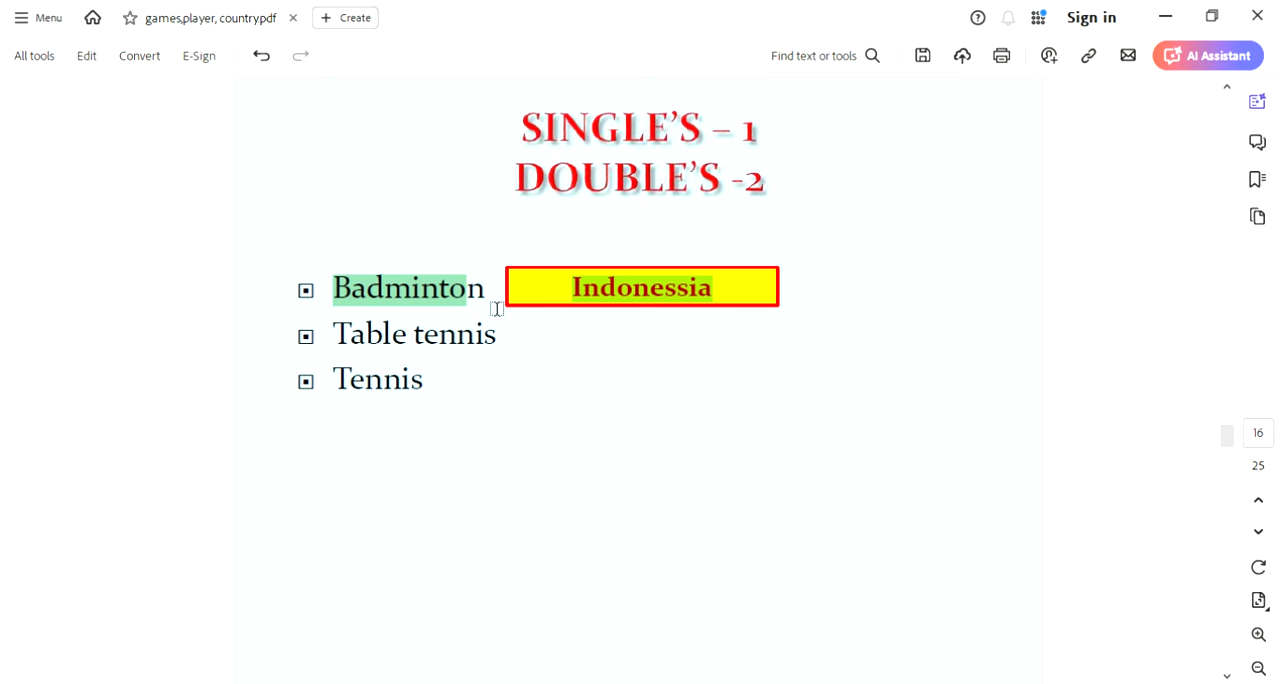 Menu games,player, country.pdf Create Sign in
All tools Edit Convert E-Sign Find text or tools AI Assistant
SINGLE'S – 1
DOUBLE'S -2
Badminton Indonessia
Table tennis
Tennis
16
25